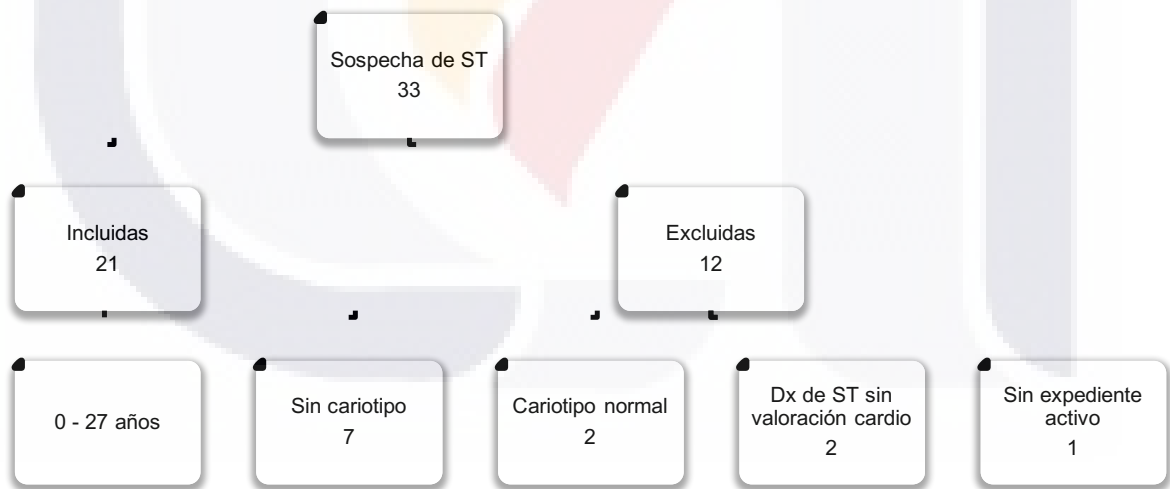 Sospecha de ST
33
Incluidas
21
Excluidas
12
0 - 27 años
Sin cariotipo
7
Cariotipo normal
2
Dx de ST sin
valoración cardio
2
Sin expediente
activo
1